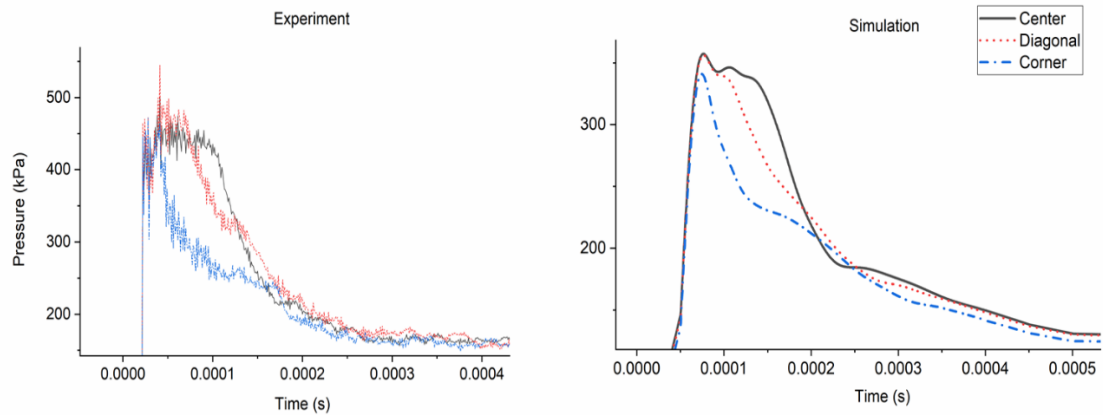 Experiment
Pressure (kPa)
500
400
300
200
0.0000 0.0001 0.0002 0.0003 0.0004
Time (s)
Simulation
Center
Diagonal
Corner
300
200
0.0000 0.0001 0.0002 0.0003 0.0004 0.0005
Time (s)